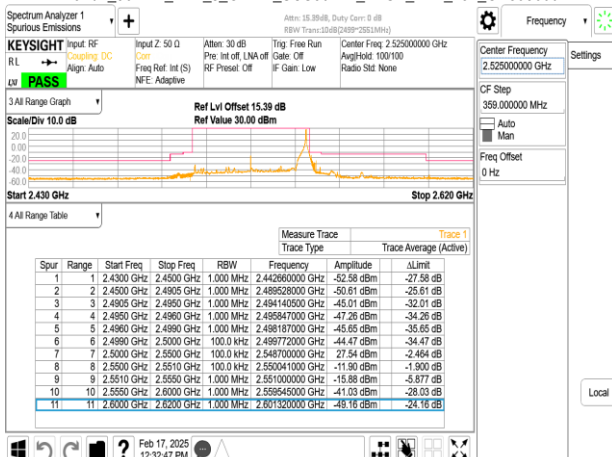 Spectrum Analyzer 1
Spurious Emissions
Attn: 15.39dB, Duty Corr: 0 dB
RBW Trans:10dB(2499~2551MHz)
Frequency
KEYSIGHT
RL
PASS
Input: RF
Coupling: DC
Align: Auto
Input Z: 50 Ω
Corr
Freq Ref: Int (S)
NFE: Adaptive
Atten: 30 dB
Pre: Int off, LNA off
RF Preset: Off
Trig: Free Run
Gate: Off
IF Gain: Low
Center Freq: 2.525000000 GHz
Avg|Hold: 100/100
Radio Std: None
Center Frequency
2.525000000 GHz
Settings
CF Step
359.000000 MHz
Auto
Man
Freq Offset
0 Hz
Local
3 All Range Graph
Scale/Div 10.0 dB
Ref Lvl Offset 15.39 dB
Ref Value 30.00 dBm
20.0
0.00
-20.0
-40.0
-60.0
Start 2.430 GHz
Stop 2.620 GHz
4 All Range Table
Measure Trace Trace 1
Trace Type Trace Average (Active)
Spur Range Start Freq Stop Freq RBW Frequency Amplitude ΔLimit
1 1 2.4300 GHz 2.4500 GHz 1.000 MHz 2.442660000 GHz -52.58 dBm -27.58 dB
2 2 2.4500 GHz 2.4905 GHz 1.000 MHz 2.489528000 GHz -50.61 dBm -25.61 dB
3 3 2.4905 GHz 2.4950 GHz 1.000 MHz 2.494140500 GHz -45.01 dBm -32.01 dB
4 4 2.4950 GHz 2.4960 GHz 1.000 MHz 2.495847000 GHz -47.26 dBm -34.26 dB
5 5 2.4960 GHz 2.4990 GHz 1.000 MHz 2.498187000 GHz -45.65 dBm -35.65 dB
6 6 2.4990 GHz 2.5000 GHz 100.0 kHz 2.499772000 GHz -44.47 dBm -34.47 dB
7 7 2.5000 GHz 2.5500 GHz 100.0 kHz 2.548700000 GHz 27.54 dBm -2.464 dB
8 8 2.5500 GHz 2.5510 GHz 100.0 kHz 2.550041000 GHz -11.90 dBm -1.900 dB
9 9 2.5510 GHz 2.5550 GHz 1.000 MHz 2.551000000 GHz -15.88 dBm -5.877 dB
10 10 2.5550 GHz 2.6000 GHz 1.000 MHz 2.559545000 GHz -41.03 dBm -28.03 dB
11 11 2.6000 GHz 2.6200 GHz 1.000 MHz 2.601320000 GHz -49.16 dBm -24.16 dB
Feb 17, 2025
12:32:47 PM